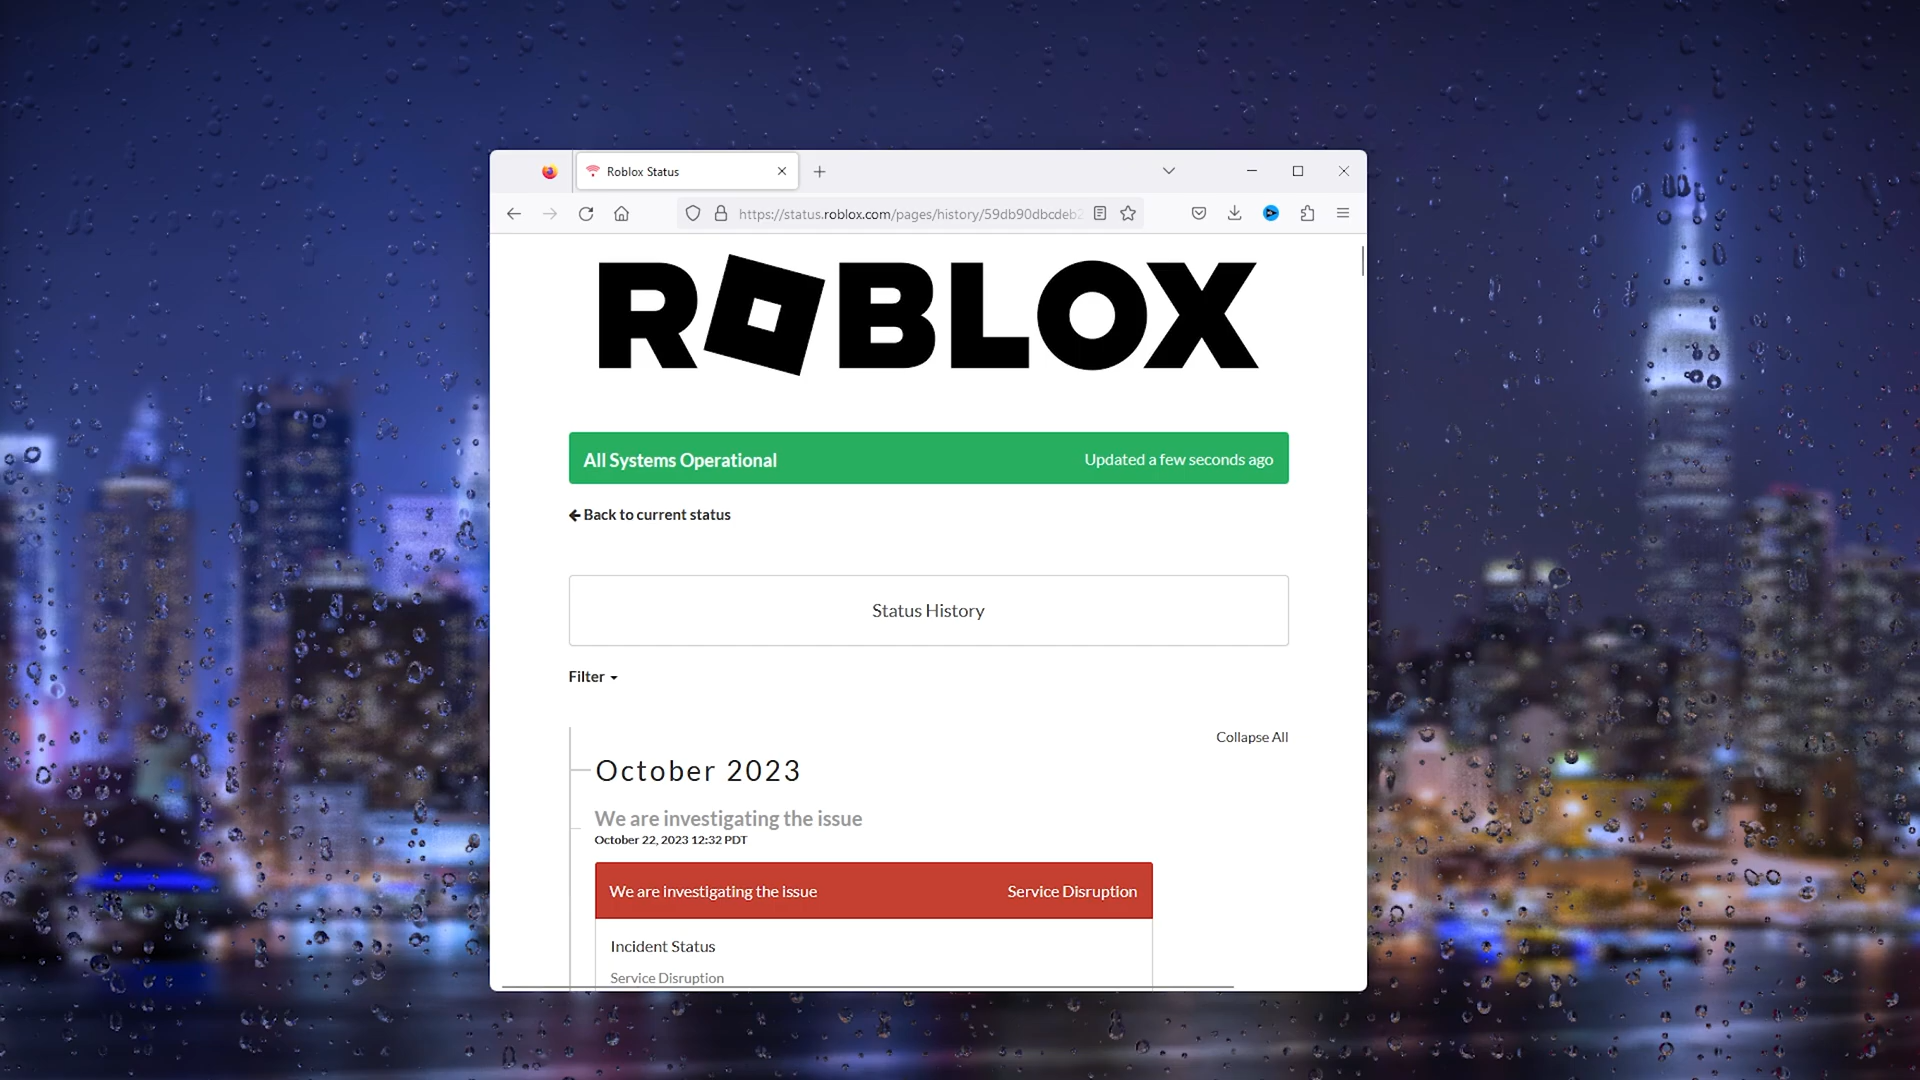 Roblox Status
https://status.roblox.com/pages/history/59db90dbcdeb2
ROBLOX
All Systems Operational Updated a few seconds ago
Back to current status
Status History
Filter
Collapse All
October 2023
We are investigating the issue
October 22, 2023 12:32 PDT
We are investigating the issue Service Disruption
Incident Status
Service Disruption